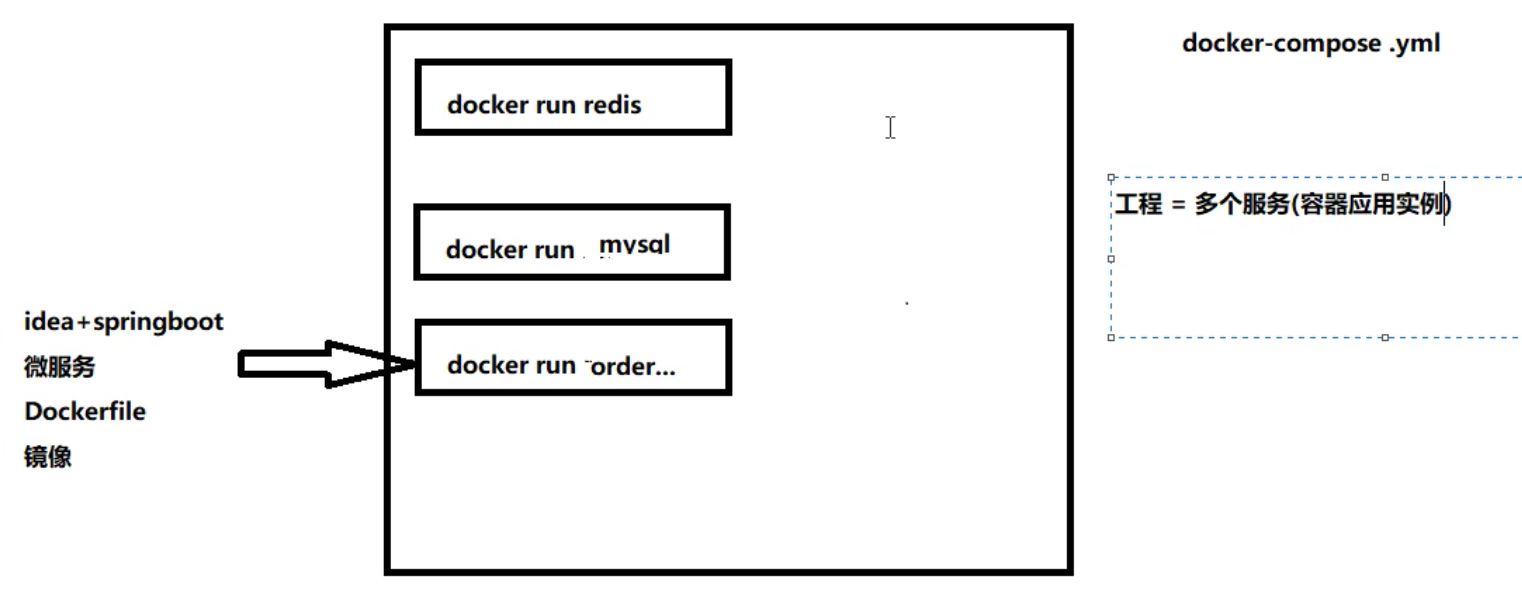 docker-compose .yml
docker run redis
工程 = 多个服务(容器应用实例)
docker run mysql
idea+springboot
微服务
docker run order...
Dockerfile
镜像